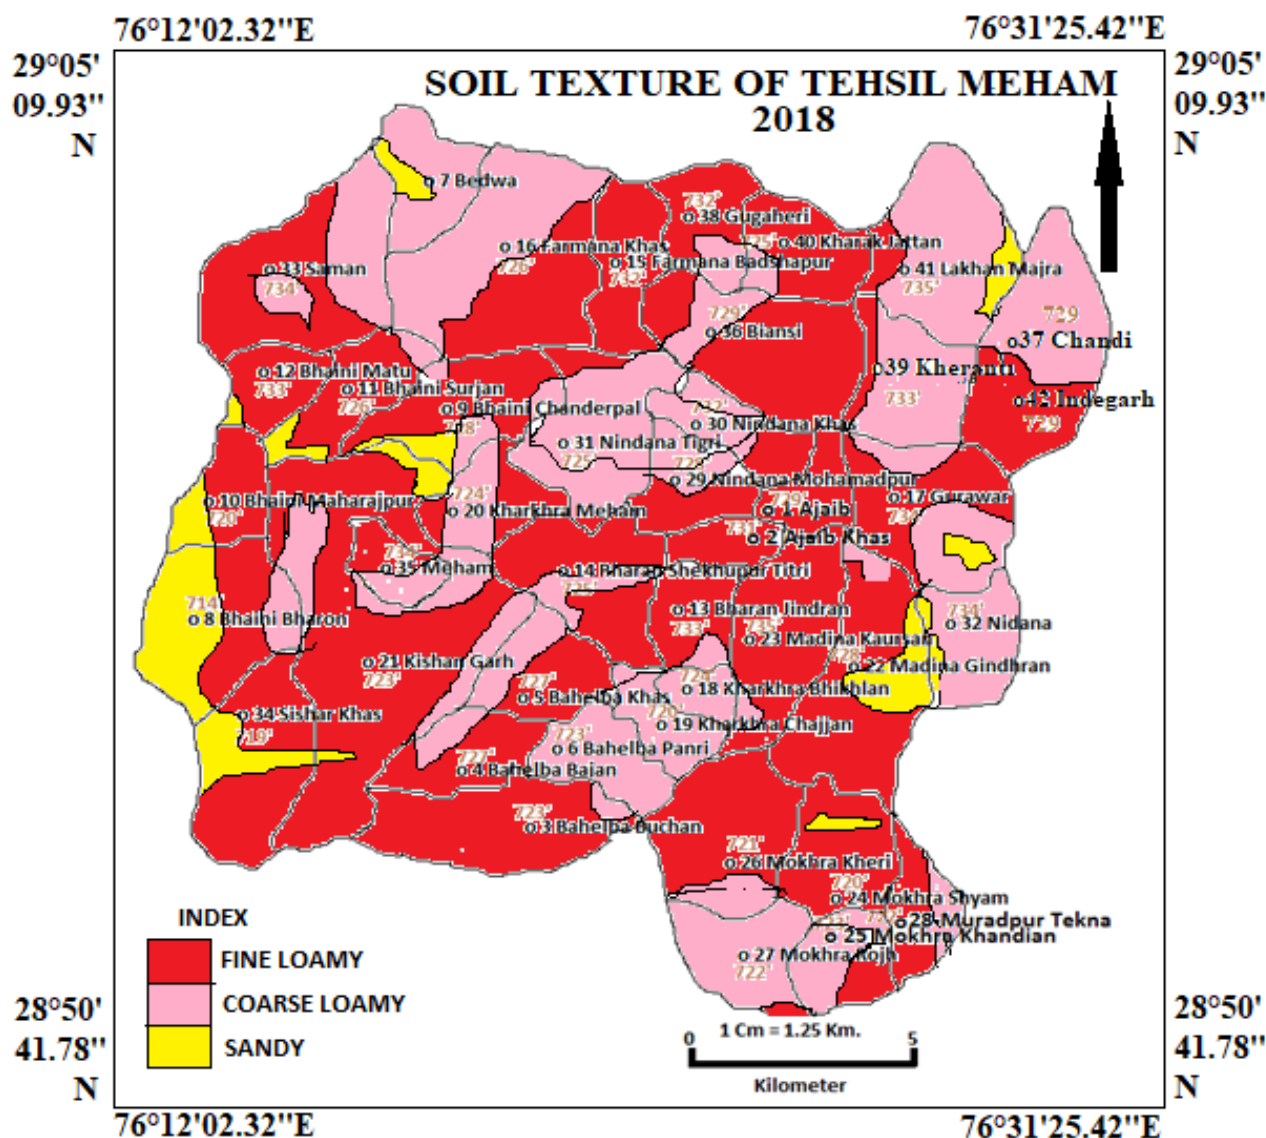 76°12'02.32"E 76°31'25.42"E
29°05' 29°05'
09.93" 09.93"
N N
SOIL TEXTURE OF TEHSIL MEHAM
2018
7 Bedwa
732'
38 Gugaheri
16 Farmana Khas
726'
725' 40 Kharak Jattan
15 Farmana Badshapur
732'
33 Saman
734'
41 Lakhan Majra
735'
729'
36 Biansi
729
37 Chandi
12 Bhaini Matu
733'
11 Bhaini Surjan
726'
39 Kheranti
733'
9 Bhaini Chanderpal
728'
732'
30 Nindana Khas
42 Indegarh
729
31 Nindana Tigri
725'
29 Nindana Mohamadpur
10 Bhaini Maharajpur
720'
724'
20 Kharkhra Meham
729'
1 Ajaib
17 Gurawar
734'
731'
2 Ajaib Khas
734'
35 Meham
14 Bharan Shekhupur Titri
725'
714'
8 Bhaini Bharon
13 Bharan Jindran
733'
735'
23 Madina Kaursan
734'
32 Nidana
728'
22 Madina Gindhran
21 Kishan Garh
723'
727'
5 Bahelba Khas
724'
18 Kharkhra Bhikhlan
34 Sishar Khas
719'
720'
19 Kharkhra Chajjan
723'
6 Bahelba Panri
727'
4 Bahelba Bajan
723'
3 Bahelba Buchan
721'
26 Mokhra Kheri
720'
24 Mokhra Shyam
28 Muradpur Tekna
25 Mokhra Khandian
27 Mokhra Rojh
722'
INDEX
FINE LOAMY
COARSE LOAMY
SANDY
1 Cm = 1.25 Km.
0 5
Kilometer
28°50' 28°50'
41.78" 41.78"
N N
76°12'02.32"E 76°31'25.42"E